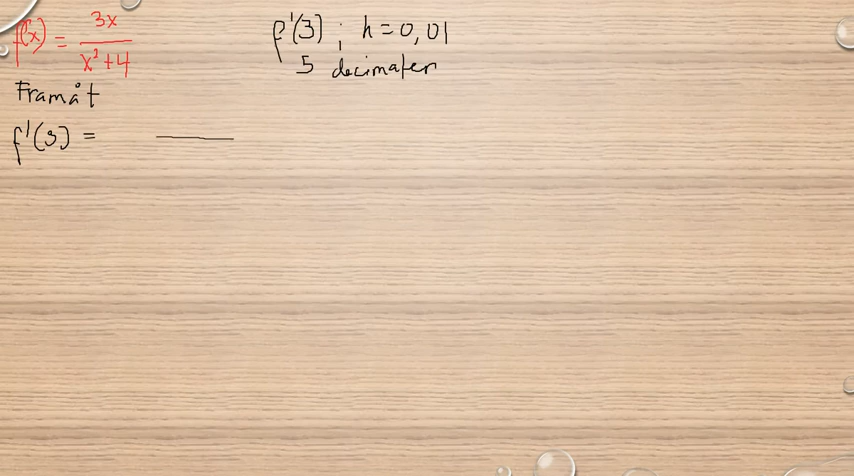 f(x) = 3x / x²+4
f'(3) ; h = 0,01
5 decimaler
Framåt
f'(3) =